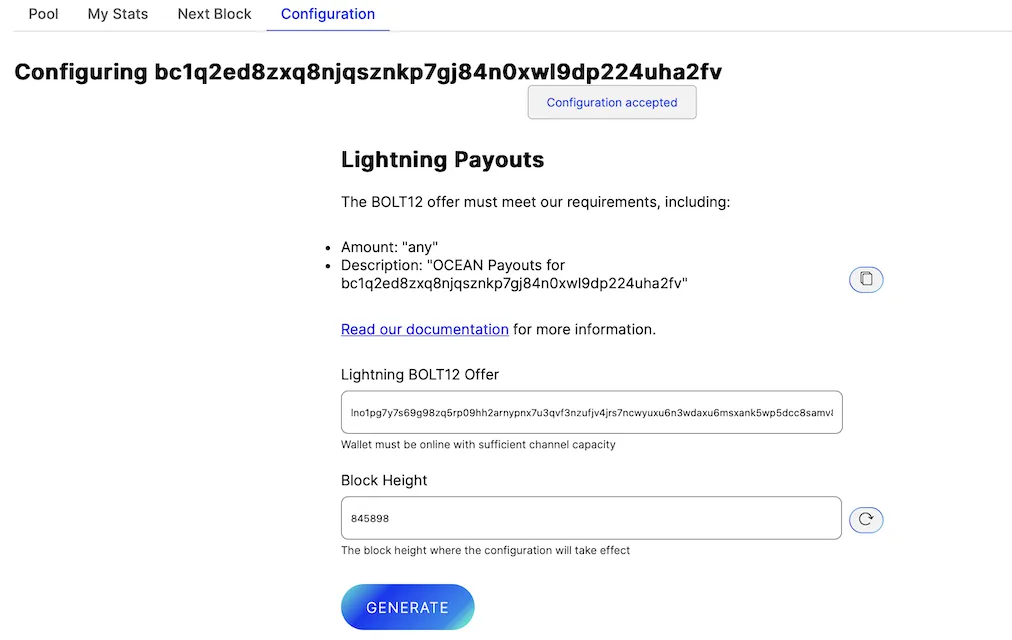 Pool My Stats Next Block Configuration
Configuring bc1q2ed8zxq8njqsznkp7gj84n0xwl9dp224uha2fv
Configuration accepted
Lightning Payouts
The BOLT12 offer must meet our requirements, including:
• Amount: "any"
• Description: "OCEAN Payouts for
bc1q2ed8zxq8njqsznkp7gj84n0xwl9dp224uha2fv"
Read our documentation for more information.
Lightning BOLT12 Offer
lno1pg7y7s69g98zq5rp09hh2arnypnx7u3qvf3nzufjv4jrs7ncwyuxu6n3wdaxu6msxank5wp5dcc8samv8
Wallet must be online with sufficient channel capacity
Block Height
845898
The block height where the configuration will take effect
GENERATE